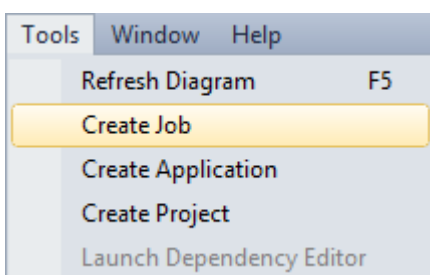 Tools Window Help
Refresh Diagram F5
Create Job
Create Application
Create Project
Launch Dependency Editor